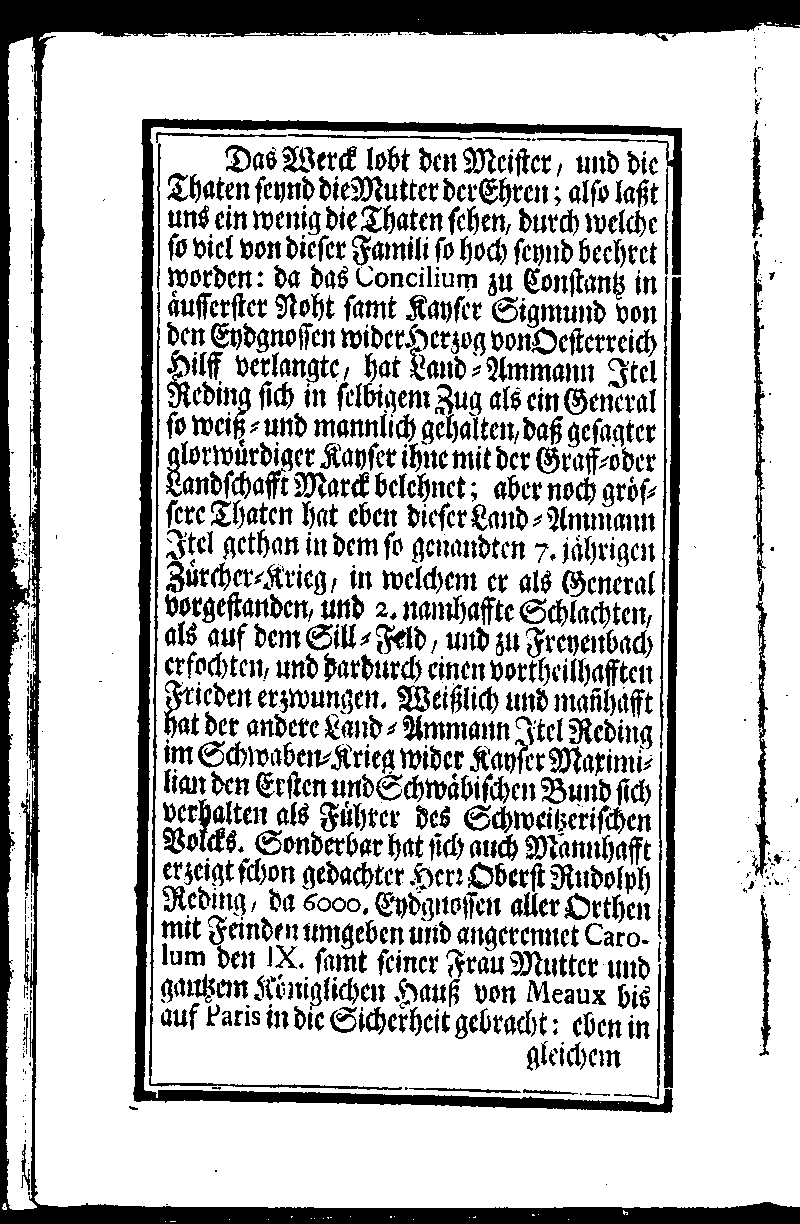 Das Werck lobt den Meister, und die
Thaten seynd die Mutter der Ehren; also laßt
uns ein wenig die Thaten sehen, durch welche
so viel von dieser Famili so hoch seynd beehret
worden: da das Concilium zu Constantz in
äusserster Noht samt Kayser Sigmund von
den Eydgnossen wider Herzog von Oesterreich
Hilff verlangte, hat Land-Ammann Itel
Reding sich in selbigem Zug als ein General
so weiß- und mannlich gehalten, daß gesagter
glorwürdiger Kayser ihne mit der Graff- oder
Landschafft Marck belehnet; aber noch grös-
sere Thaten hat eben dieser Land-Ammann
Itel gethan in dem so genandten 7. jährigen
Zürcher-Krieg, in welchem er als General
vorgestanden, und 2. namhaffte Schlachten,
als auf dem Sill-Feld, und zu Freyenbach
erfochten, und dardurch einen vortheilhafften
Frieden erzwungen. Weißlich und mañhafft
hat der andere Land-Ammann Itel Reding
im Schwaben-Krieg wider Kayser Maximi-
lian den Ersten und Schwäbischen Bund sich
verhalten als Führer des Schweitzerischen
Volcks. Sonderbar hat sich auch Mannhafft
erzeigt schon gedachter Herr Oberst Rudolph
Reding, da 6000. Eydgnossen aller Orthen
mit Feinden umgeben und angerennet Caro-
lum den IX. samt seiner Frau Mutter und
gantzem Königlichen Hauß von Meaux bis
auf Paris in die Sicherheit gebracht: eben in
gleichem